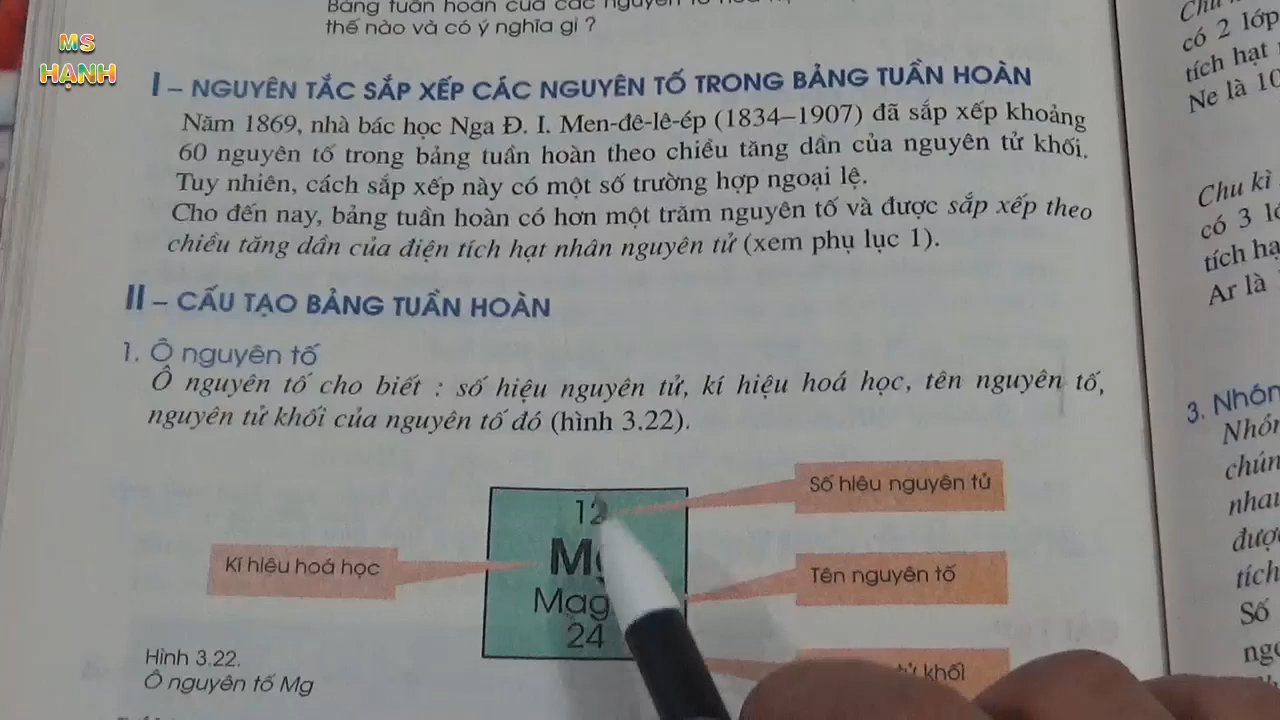 MS
HẠNH
Bảng tuần hoàn của các nguyên tố
thế nào và có ý nghĩa gì ?
I – NGUYÊN TẮC SẮP XẾP CÁC NGUYÊN TỐ TRONG BẢNG TUẦN HOÀN
Năm 1869, nhà bác học Nga Đ. I. Men-đê-lê-ép (1834–1907) đã sắp xếp khoảng
60 nguyên tố trong bảng tuần hoàn theo chiều tăng dần của nguyên tử khối.
Tuy nhiên, cách sắp xếp này có một số trường hợp ngoại lệ.
Cho đến nay, bảng tuần hoàn có hơn một trăm nguyên tố và được sắp xếp theo
chiều tăng dần của điện tích hạt nhân nguyên tử (xem phụ lục 1).
II – CẤU TẠO BẢNG TUẦN HOÀN
1. Ô nguyên tố
Ô nguyên tố cho biết : số hiệu nguyên tử, kí hiệu hoá học, tên nguyên tố,
nguyên tử khối của nguyên tố đó (hình 3.22).
Số hiệu nguyên tử
12
Kí hiệu hoá học
Tên nguyên tố
24
tử khối
Hình 3.22.
Ô nguyên tố Mg
có 2 lớp
tích hạt
Ne là 10
Chu kì
có 3
tích
Ar là
3.
được
tích
Số